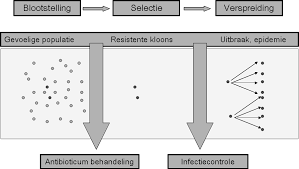 Blootstelling Selectie Verspreiding
Gevoelige populatie Resistente kloons Uitbraak, epidemie
Antibioticum behandeling Infectiecontrole